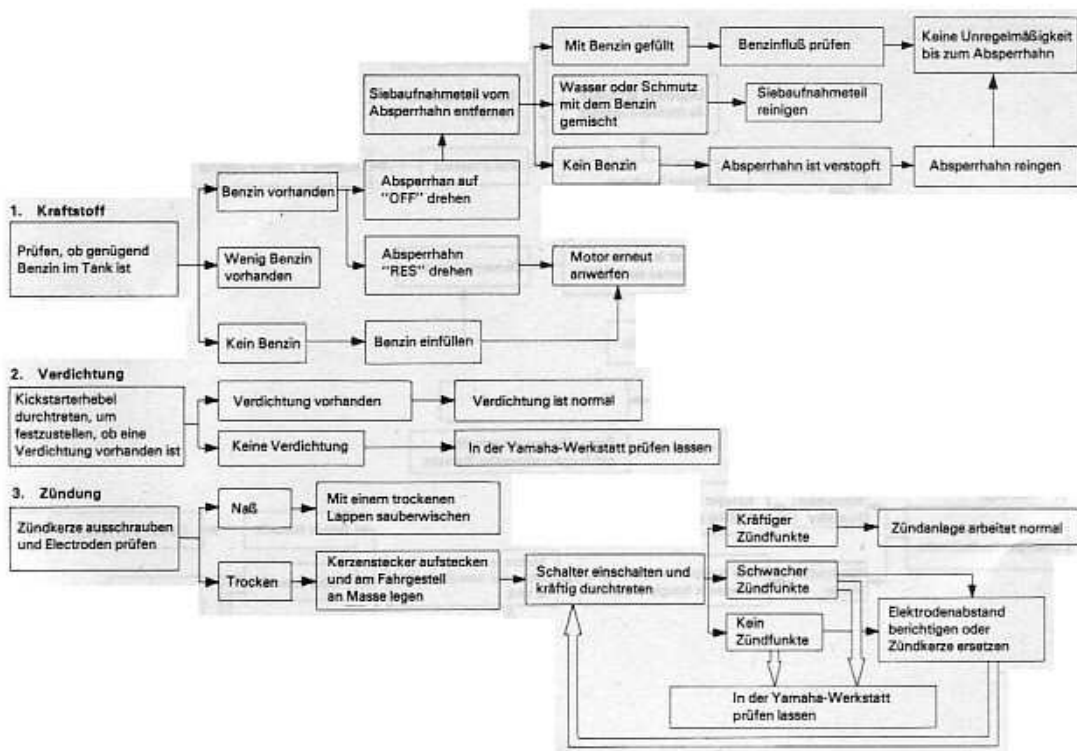 Mit Benzin gefüllt
Benzinfluß prüfen
Keine Unregelmäßigkeit
bis zum Absperrhahn
Siebaufnahmeteil vom
Absperrhahn entfernen
Wasser oder Schmutz
mit dem Benzin
gemischt
Siebaufnahmeteil
reinigen
Kein Benzin
Absperrhahn ist verstopft
Absperrhahn reingen
Benzin vorhanden
Absperrhan auf
"OFF" drehen
1. Kraftstoff
Prüfen, ob genügend
Benzin im Tank ist
Wenig Benzin
vorhanden
Absperrhahn
"RES" drehen
Motor erneut
anwerfen
Kein Benzin
Benzin einfüllen
2. Verdichtung
Kickstarterhebel
durchtreten, um
festzustellen, ob eine
Verdichtung vorhanden ist
Verdichtung vorhanden
Verdichtung ist normal
Keine Verdichtung
In der Yamaha-Werkstatt prüfen lassen
3. Zündung
Zündkerze ausschrauben
und Electroden prüfen
Naß
Mit einem trockenen
Lappen sauberwischen
Trocken
Kerzenstecker aufstecken
und am Fahrgestell
an Masse legen
Schalter einschalten und
kräftig durchtreten
Kräftiger
Zündfunkte
Zündanlage arbeitet normal
Schwacher
Zündfunkte
Kein
Zündfunkte
Elektrodenabstand
berichtigen oder
Zündkerze ersetzen
In der Yamaha-Werkstatt
prüfen lassen